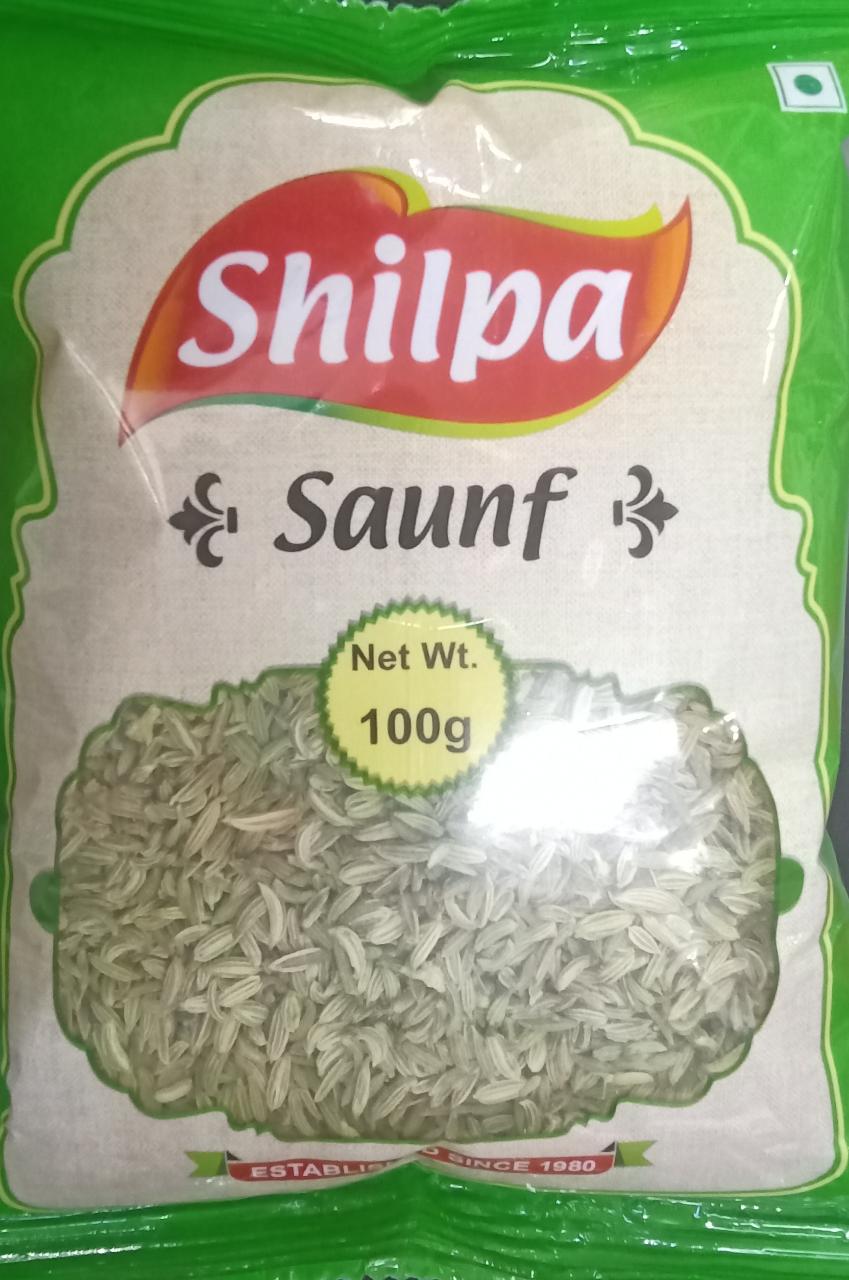 Shilpa
Saunf
Net Wt.
100g
SINCE 1980